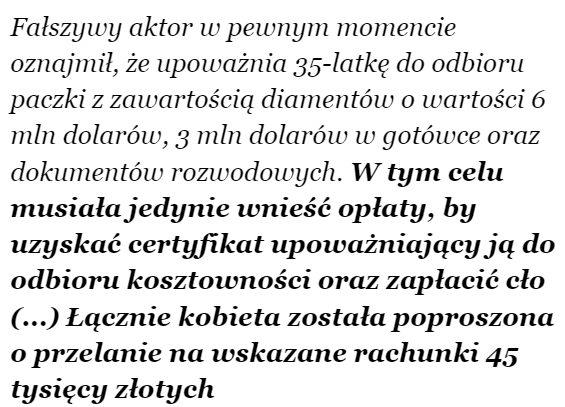 Fałszywy aktor w pewnym momencie
oznajmił, że upoważnia 35-latkę do odbioru
paczki z zawartością diamentów o wartości 6
mln dolarów, 3 mln dolarów w gotówce oraz
dokumentów rozwodowych. W tym celu
musiała jedynie wnieść opłaty, by
uzyskać certyfikat upoważniający ją do
odbioru kosztowności oraz zapłacić cło
(...) Łącznie kobieta została poproszona
o przelanie na wskazane rachunki 45
tysięcy złotych